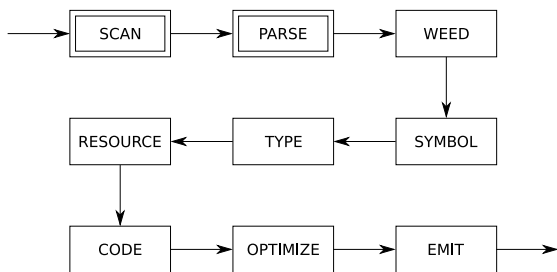 SCAN PARSE WEED
RESOURCE TYPE SYMBOL
CODE OPTIMIZE EMIT